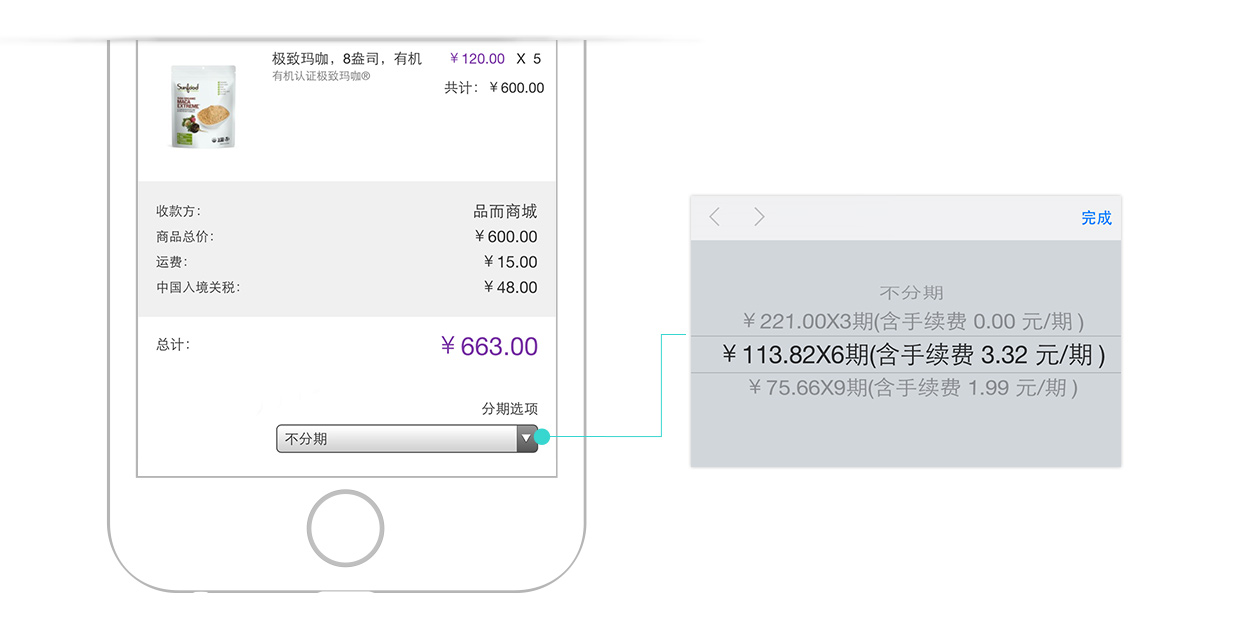 极致玛咖，8盎司，有机 ￥120.00 X 5
有机认证极致玛咖®
共计： ￥600.00
Sunfood
MACA
EXTREME
收款方： 品而商城
商品总价： ￥600.00
运费： ￥15.00
中国入境关税： ￥48.00
总计： ￥663.00
分期选项
不分期
完成
不分期
￥221.00X3期(含手续费 0.00 元/期 )
￥113.82X6期(含手续费 3.32 元/期 )
￥75.66X9期(含手续费 1.99 元/期 )